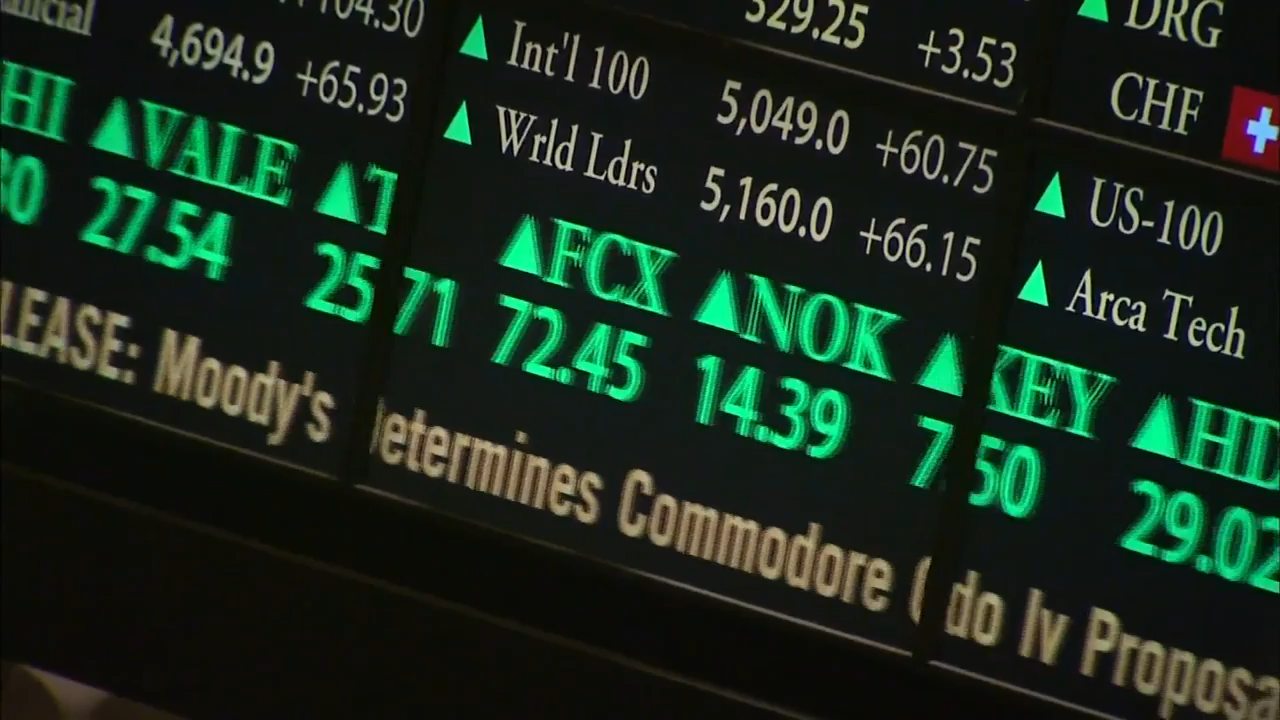 4,694.9 +65.93
▲VALE
27.54 25
LEASE: Moody's
329.25 +3.53
▲ Int'l 100 5,049.0 +60.75
▲ Wrld Ldrs 5,160.0 +66.15
▲FCX ▲NOK ▲KEY ▲HD
71 72.45 14.39 7.50 29.02
etermines Commodore do Iv Proposa
▲ DRG
CHF
▲ US-100
▲ Arca Tech